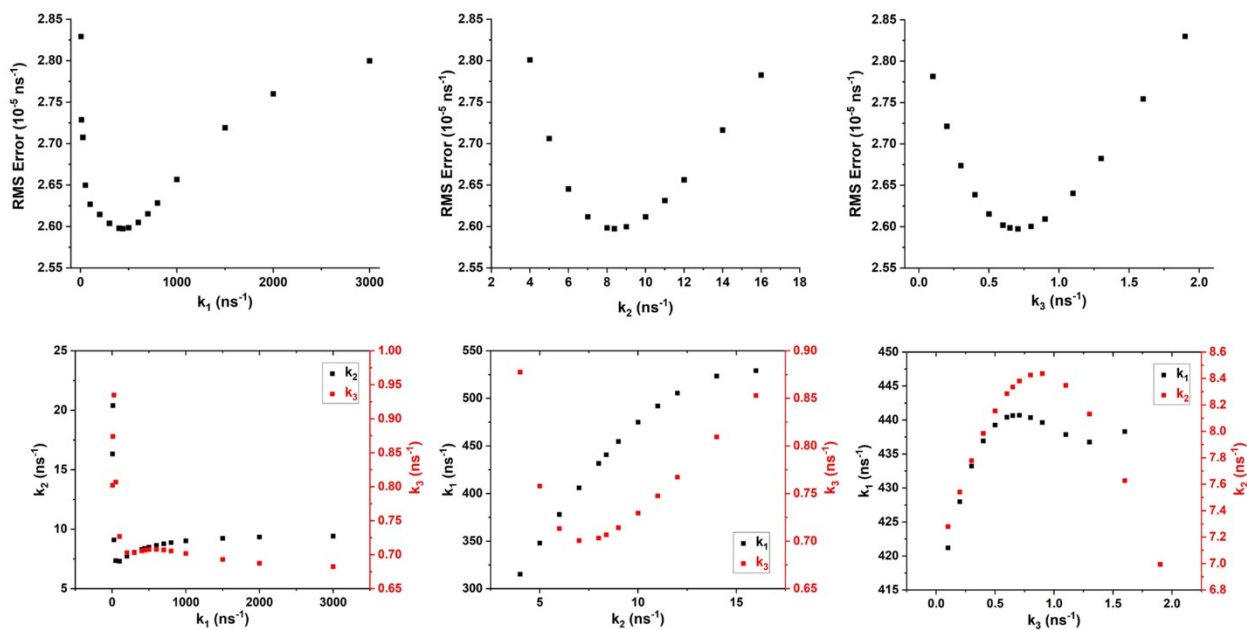 2.85
2.80
2.75
2.70
2.65
2.60
2.55
RMS Error (10⁻⁵ ns⁻¹)
0 1000 2000 3000
k₁ (ns⁻¹)
2.85
2.80
2.75
2.70
2.65
2.60
2.55
RMS Error (10⁻⁵ ns⁻¹)
2 4 6 8 10 12 14 16 18
k₂ (ns⁻¹)
2.85
2.80
2.75
2.70
2.65
2.60
2.55
RMS Error (10⁻⁵ ns⁻¹)
0.0 0.5 1.0 1.5 2.0
k₃ (ns⁻¹)
25
20
15
10
5
k₂ (ns⁻¹)
k₂
k₃
1.00
0.95
0.90
0.85
0.80
0.75
0.70
0.65
k₃ (ns⁻¹)
0 1000 2000 3000
k₁ (ns⁻¹)
550
500
450
400
350
300
k₁ (ns⁻¹)
k₁
k₃
0.90
0.85
0.80
0.75
0.70
0.65
k₃ (ns⁻¹)
5 10 15
k₂ (ns⁻¹)
450
445
440
435
430
425
420
415
k₁ (ns⁻¹)
k₁
k₂
8.6
8.4
8.2
8.0
7.8
7.6
7.4
7.2
7.0
6.8
k₂ (ns⁻¹)
0.0 0.5 1.0 1.5 2.0
k₃ (ns⁻¹)